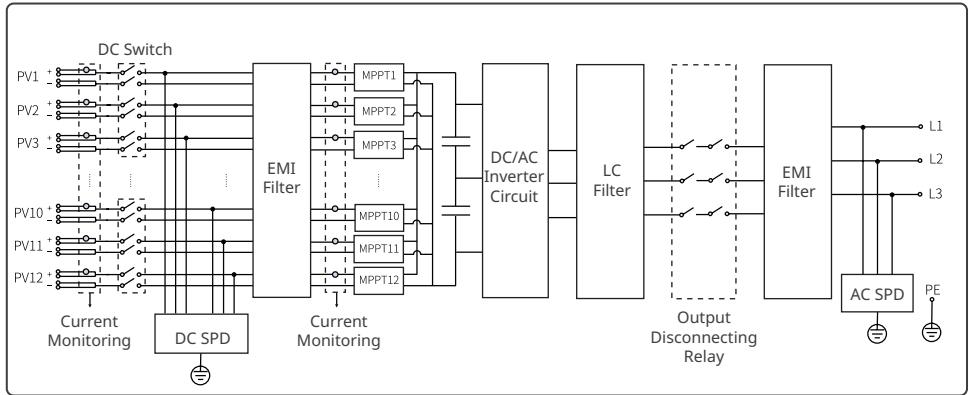 DC Switch
PV1 + −
PV2 + −
PV3 + −
PV10 + −
PV11 + −
PV12 + −
Current
Monitoring
DC SPD
EMI
Filter
MPPT1
MPPT2
MPPT3
MPPT10
MPPT11
MPPT12
Current
Monitoring
DC/AC
Inverter
Circuit
LC
Filter
Output
Disconnecting
Relay
EMI
Filter
L1
L2
L3
AC SPD
PE